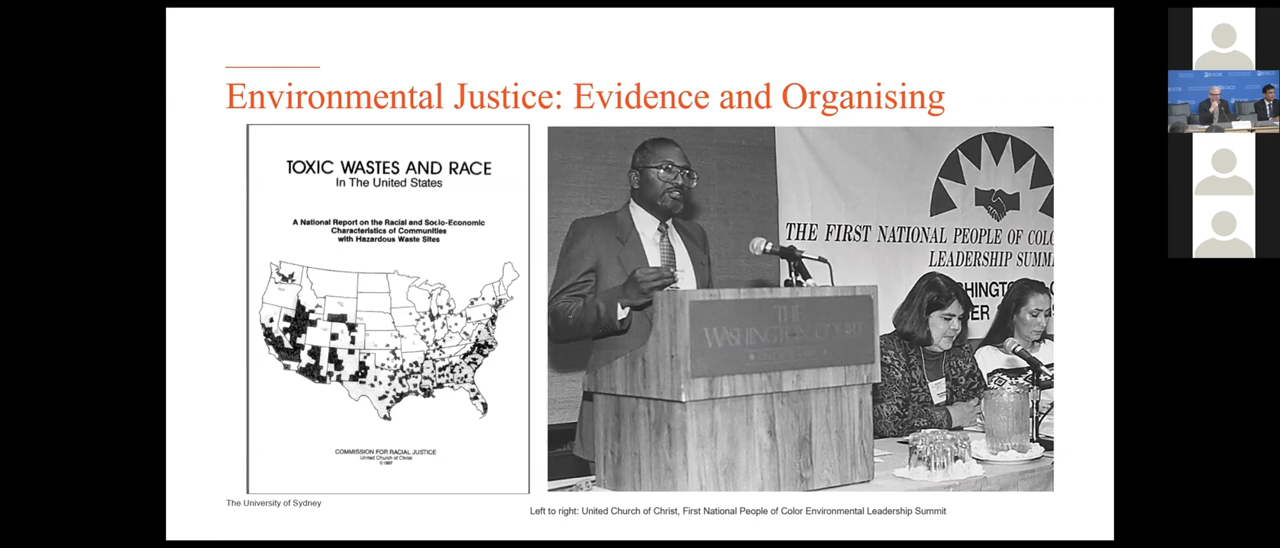 Environmental Justice: Evidence and Organising
TOXIC WASTES AND RACE
In The United States
A National Report on the Racial and Socio-Economic
Characteristics of Communities
with Hazardous Waste Sites
COMMISSION FOR RACIAL JUSTICE
United Church of Christ
©1987
THE FIRST NATIONAL PEOPLE OF COLO
LEADERSHIP SUMM
THE
WASHINGTON COURT
The University of Sydney
Left to right: United Church of Christ, First National People of Color Environmental Leadership Summit
OECD